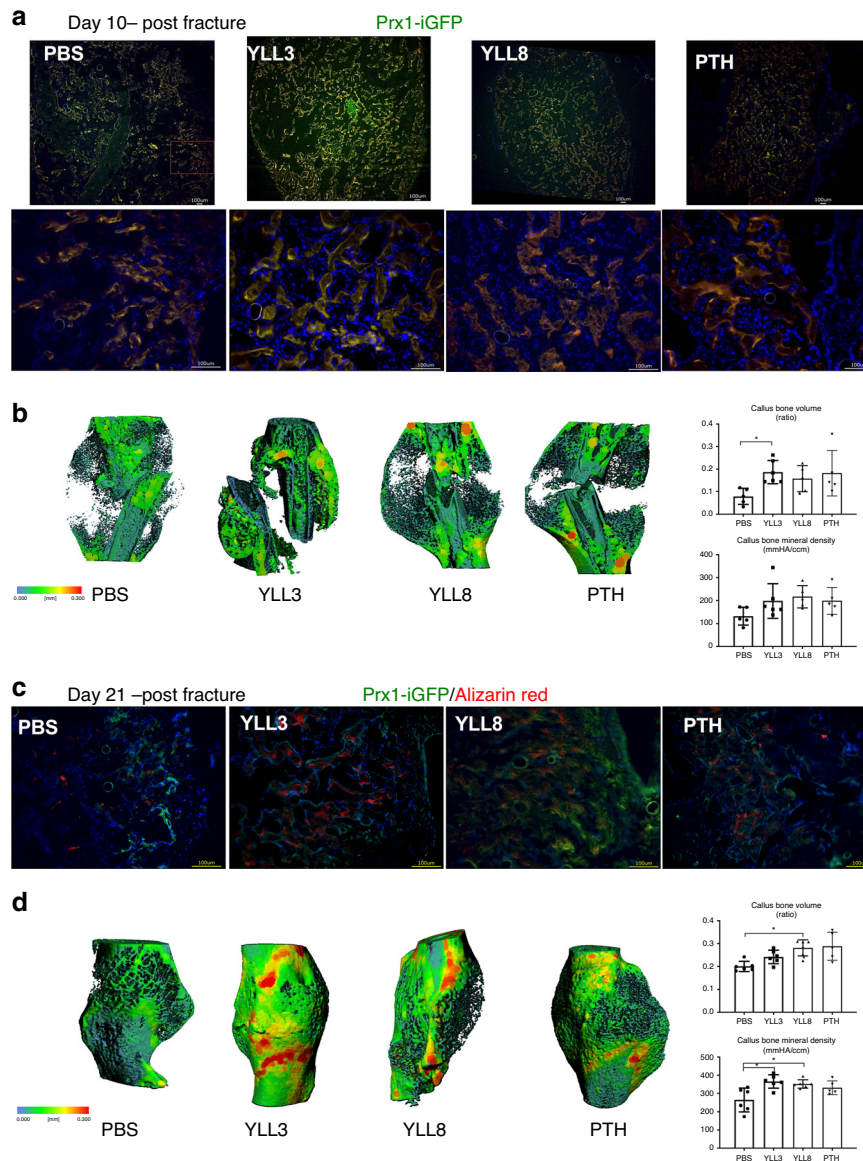 a
Day 10– post fracture
Prx1-iGFP
PBS
YLL3
YLL8
PTH
100um
100um
100um
100um
100um
100um
100um
100um
b
PBS
YLL3
YLL8
PTH
0.000 [mm] 0.300
Callus bone volume
(ratio)
0.4
0.3
0.2
0.1
0.0
*
PBS YLL3 YLL8 PTH
Callus bone mineral density
(mmHA/ccm)
400
300
200
100
0
PBS YLL3 YLL8 PTH
c
Day 21 –post fracture
Prx1-iGFP/Alizarin red
PBS
YLL3
YLL8
PTH
100um
100um
100um
d
PBS
YLL3
YLL8
PTH
0.000 [mm] 0.300
Callus bone volume
(ratio)
0.4
0.3
0.2
0.1
0.0
*
PBS YLL3 YLL8 PTH
Callus bone mineral density
(mmHA/ccm)
500
400
300
200
100
0
*
*
PBS YLL3 YLL8 PTH